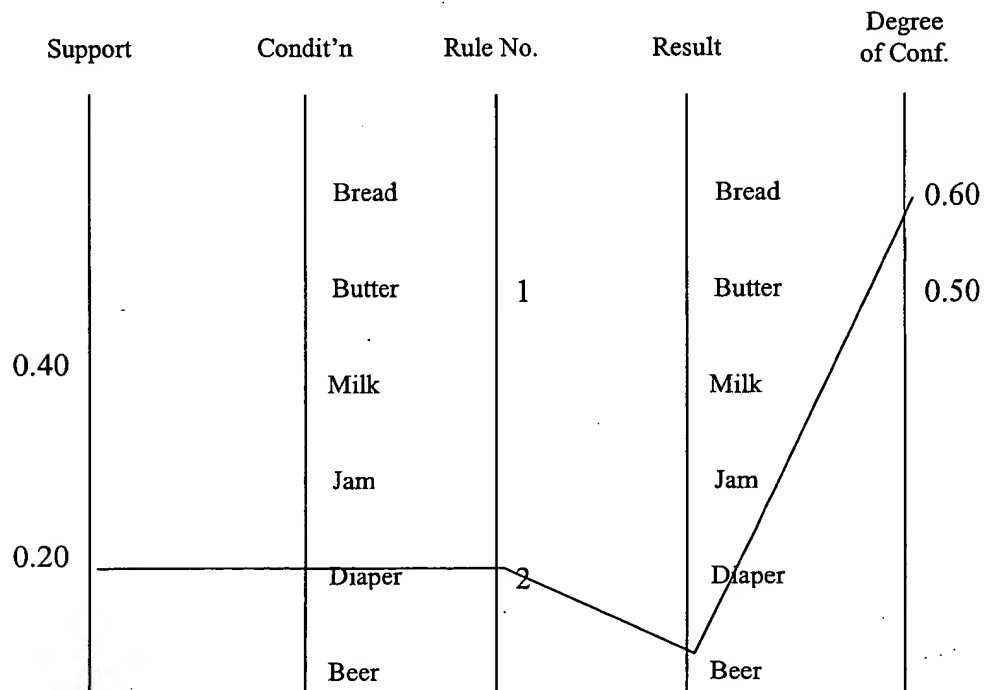 Support Condit'n Rule No. Result Degree
of Conf.
Bread Bread 0.60
Butter 1 Butter 0.50
0.40
Milk Milk
Jam Jam
0.20
Diaper 2 Diaper
Beer Beer